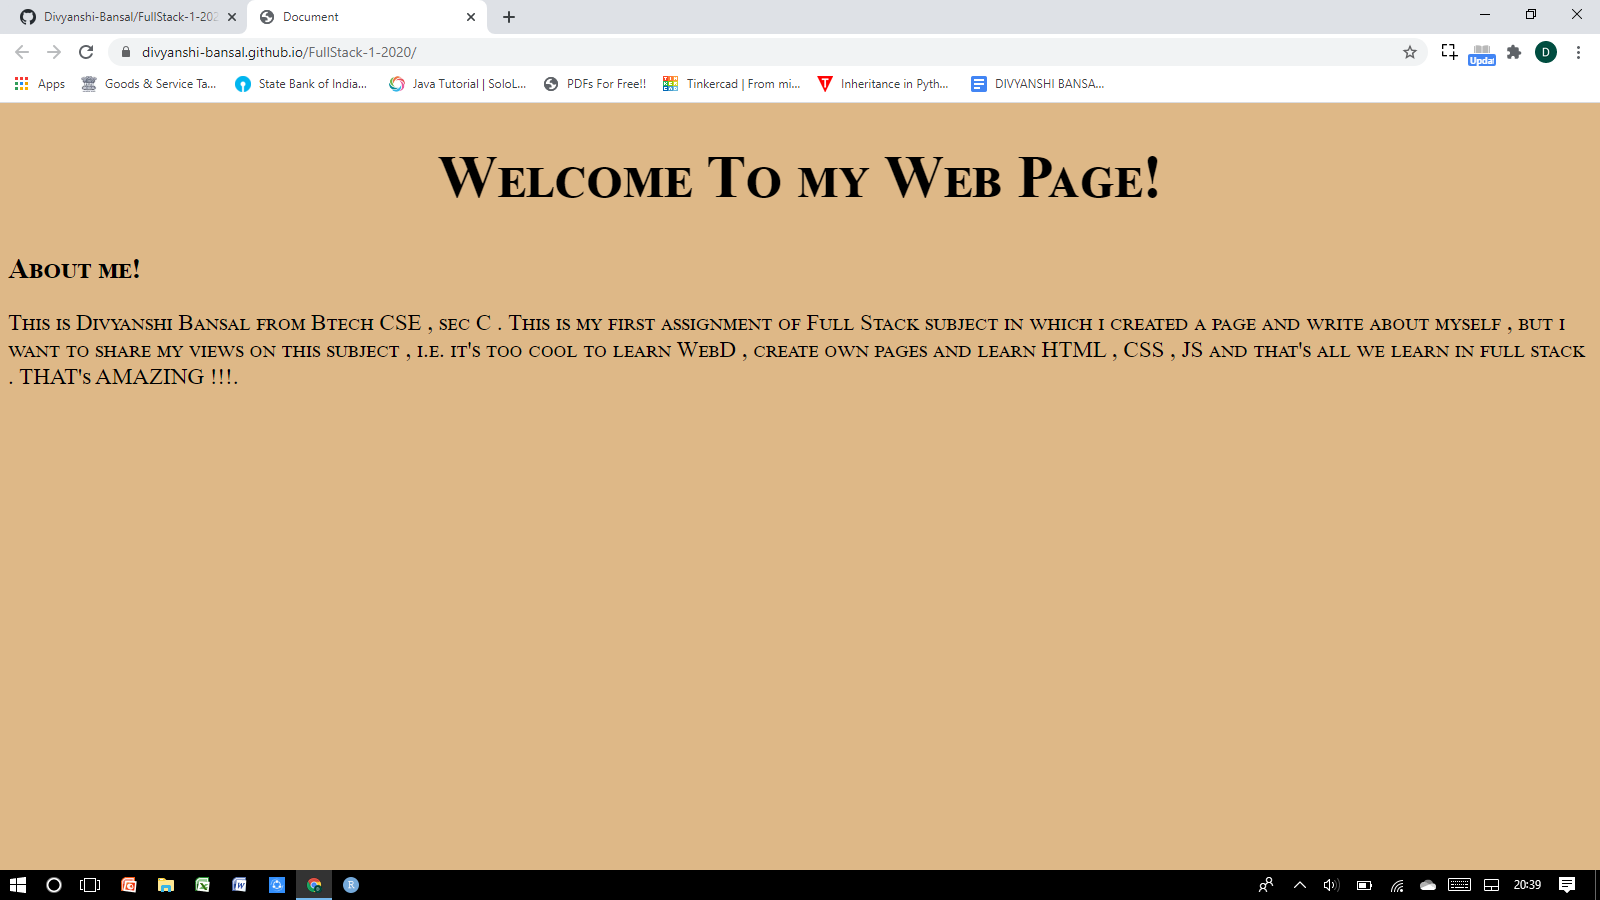 Divyanshi-Bansal/FullStack-1-202
Document
divyanshi-bansal.github.io/FullStack-1-2020/
Updat
D
Apps
Goods & Service Ta...
State Bank of India...
Java Tutorial | SoloL...
PDFs For Free!!
Tinkercad | From mi...
Inheritance in Pyth...
DIVYANSHI BANSA...
Welcome To my Web Page!
About me!
This is Divyanshi Bansal from Btech CSE , sec C . This is my first assignment of Full Stack subject in which i created a page and write about myself , but i
want to share my views on this subject , i.e. it's too cool to learn WebD , create own pages and learn HTML , CSS , JS and that's all we learn in full stack
. THAT's AMAZING !!!.
R
20:39